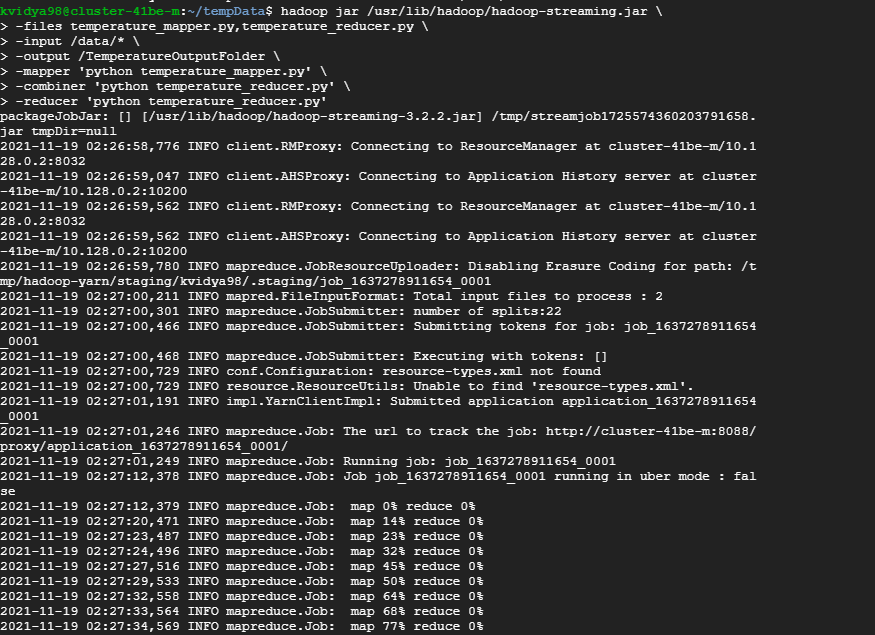 kvidya98@cluster-41be-m:~/tempData$ hadoop jar /usr/lib/hadoop/hadoop-streaming.jar \
> -files temperature_mapper.py,temperature_reducer.py \
> -input /data/* \
> -output /TemperatureOutputFolder \
> -mapper 'python temperature_mapper.py' \
> -combiner 'python temperature_reducer.py' \
> -reducer 'python temperature_reducer.py'
packageJobJar: [] [/usr/lib/hadoop/hadoop-streaming-3.2.2.jar] /tmp/streamjob1725574360203791658.
jar tmpDir=null
2021-11-19 02:26:58,776 INFO client.RMProxy: Connecting to ResourceManager at cluster-41be-m/10.1
28.0.2:8032
2021-11-19 02:26:59,047 INFO client.AHSProxy: Connecting to Application History server at cluster
-41be-m/10.128.0.2:10200
2021-11-19 02:26:59,562 INFO client.RMProxy: Connecting to ResourceManager at cluster-41be-m/10.1
28.0.2:8032
2021-11-19 02:26:59,562 INFO client.AHSProxy: Connecting to Application History server at cluster
-41be-m/10.128.0.2:10200
2021-11-19 02:26:59,780 INFO mapreduce.JobResourceUploader: Disabling Erasure Coding for path: /t
mp/hadoop-yarn/staging/kvidya98/.staging/job_1637278911654_0001
2021-11-19 02:27:00,211 INFO mapred.FileInputFormat: Total input files to process : 2
2021-11-19 02:27:00,301 INFO mapreduce.JobSubmitter: number of splits:22
2021-11-19 02:27:00,466 INFO mapreduce.JobSubmitter: Submitting tokens for job: job_1637278911654
_0001
2021-11-19 02:27:00,468 INFO mapreduce.JobSubmitter: Executing with tokens: []
2021-11-19 02:27:00,729 INFO conf.Configuration: resource-types.xml not found
2021-11-19 02:27:00,729 INFO resource.ResourceUtils: Unable to find 'resource-types.xml'.
2021-11-19 02:27:01,191 INFO impl.YarnClientImpl: Submitted application application_1637278911654
_0001
2021-11-19 02:27:01,246 INFO mapreduce.Job: The url to track the job: http://cluster-41be-m:8088/
proxy/application_1637278911654_0001/
2021-11-19 02:27:01,249 INFO mapreduce.Job: Running job: job_1637278911654_0001
2021-11-19 02:27:12,378 INFO mapreduce.Job: Job job_1637278911654_0001 running in uber mode : fal
se
2021-11-19 02:27:12,379 INFO mapreduce.Job:  map 0% reduce 0%
2021-11-19 02:27:20,471 INFO mapreduce.Job:  map 14% reduce 0%
2021-11-19 02:27:23,487 INFO mapreduce.Job:  map 23% reduce 0%
2021-11-19 02:27:24,496 INFO mapreduce.Job:  map 32% reduce 0%
2021-11-19 02:27:27,516 INFO mapreduce.Job:  map 45% reduce 0%
2021-11-19 02:27:29,533 INFO mapreduce.Job:  map 50% reduce 0%
2021-11-19 02:27:32,558 INFO mapreduce.Job:  map 64% reduce 0%
2021-11-19 02:27:33,564 INFO mapreduce.Job:  map 68% reduce 0%
2021-11-19 02:27:34,569 INFO mapreduce.Job:  map 77% reduce 0%